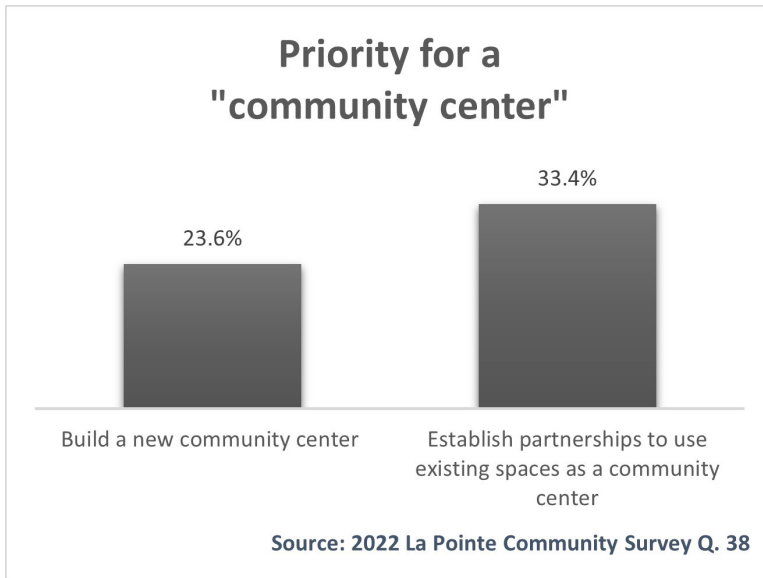 Priority for a
"community center"
33.4%
23.6%
Build a new community center
Establish partnerships to use
existing spaces as a community
center
Source: 2022 La Pointe Community Survey Q. 38